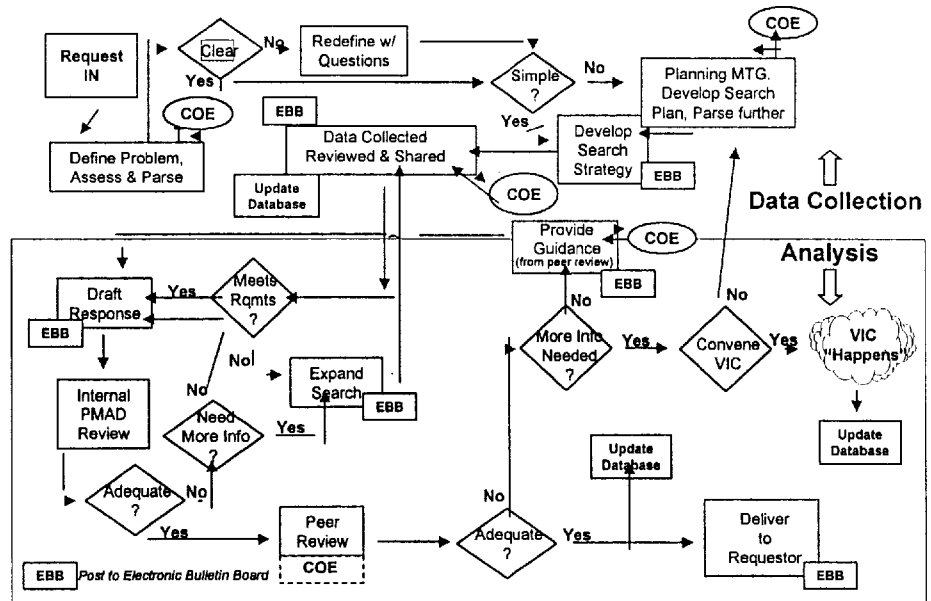 COE
Request
IN
Clear
No
Redefine w/
Questions
Yes
Simple
?
No
Planning MTG.
Develop Search
Plan, Parse further
COE
EBB
Yes
Define Problem,
Assess & Parse
Data Collected
Reviewed & Shared
Develop
Search
Strategy
EBB
Update
Database
COE
Data Collection
Provide
Guidance
(from peer review)
COE
EBB
Analysis
Meets
Rqmts
?
Yes
Draft
Response
EBB
No
No
More Info
Needed
?
Yes
Convene
VIC
No
Yes
VIC
"Happens"
No
Expand
Search
EBB
Internal
PMAD
Review
Need
More Info
?
Yes
Update
Database
Update
Database
Adequate
?
No
Yes
Peer
Review
COE
No
Adequate
?
Yes
Deliver
to
Requestor
EBB
EBB Post to Electronic Bulletin Board